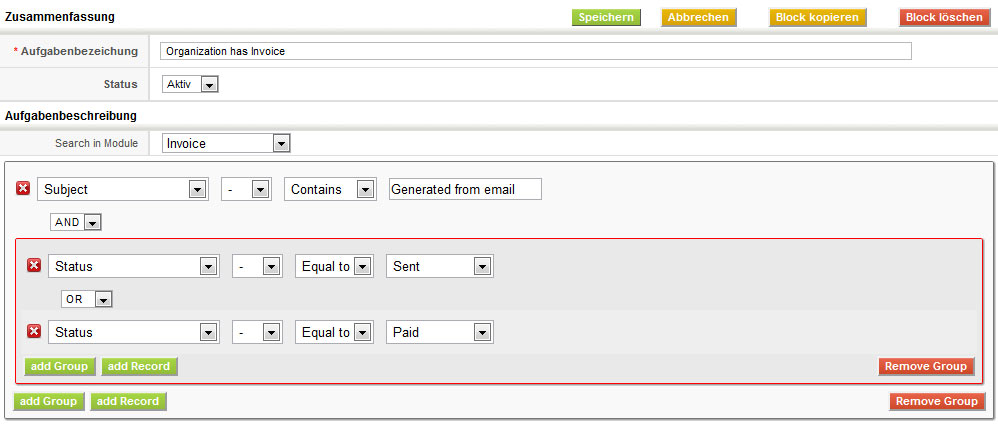 Zusammenfassung Speichern Abbrechen Block kopieren Block löschen
* Aufgabenbezichung Organization has Invoice
Status Aktiv
Aufgabenbeschreibung
Search in Module Invoice
Subject - Contains Generated from email
AND
Status - Equal to Sent
OR
Status - Equal to Paid
add Group add Record Remove Group
add Group add Record Remove Group